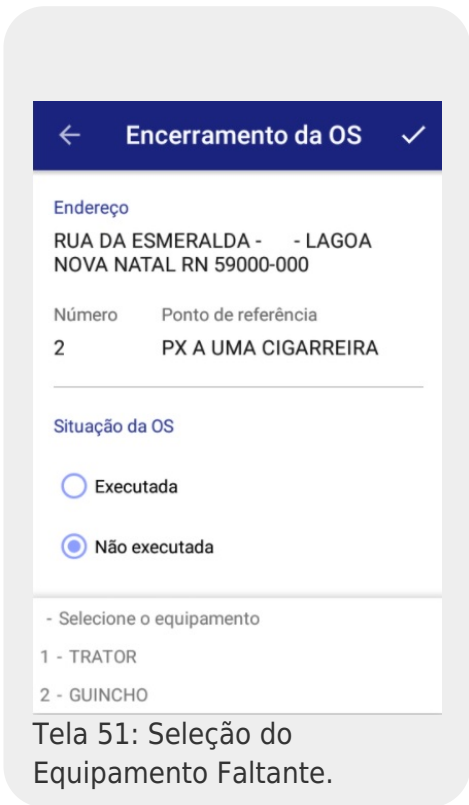 Encerramento da OS
Endereço
RUA DA ESMERALDA - - LAGOA
NOVA NATAL RN 59000-000
Número Ponto de referência
2 PX A UMA CIGARREIRA
Situação da OS
Executada
Não executada
- Selecione o equipamento
1 - TRATOR
2 - GUINCHO
Tela 51: Seleção do
Equipamento Faltante.